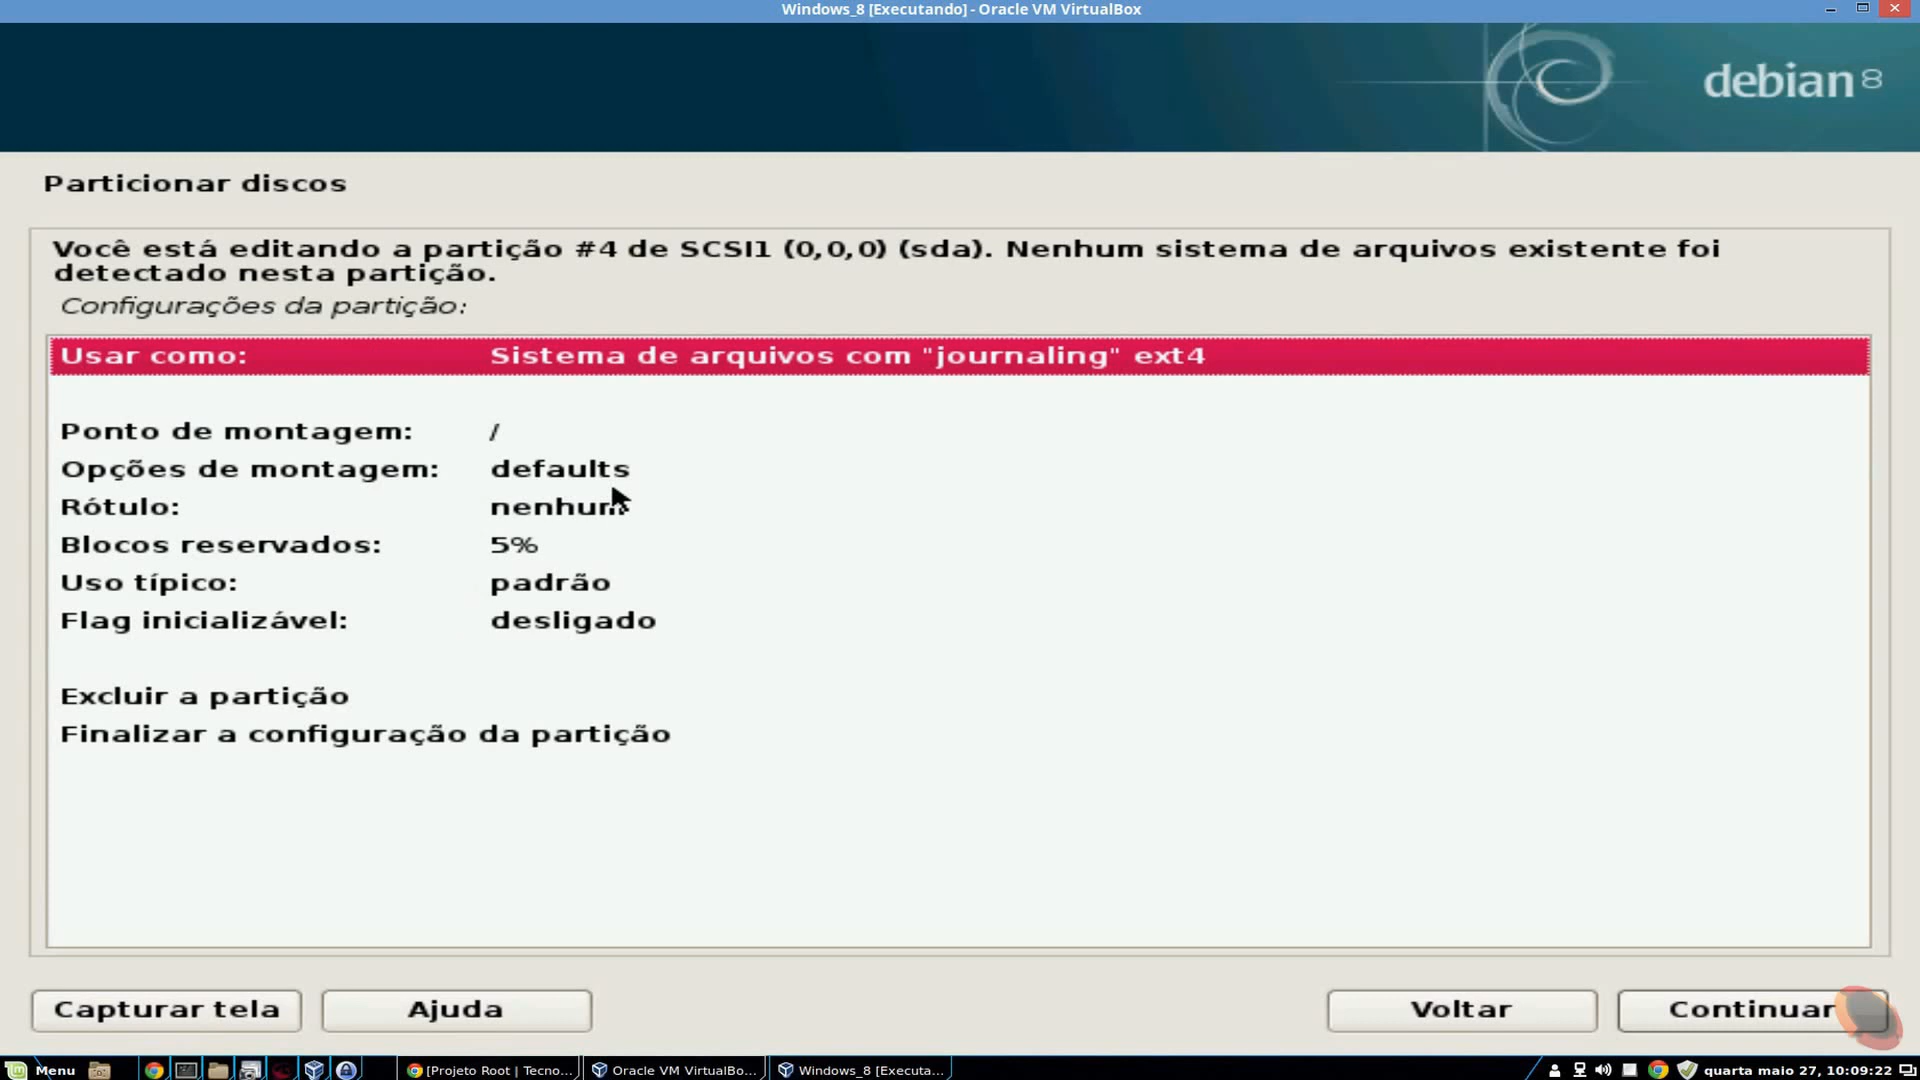 Windows_8 [Executando] - Oracle VM VirtualBox
debian 8
Particionar discos
Você está editando a partição #4 de SCSI1 (0,0,0) (sda). Nenhum sistema de arquivos existente foi
detectado nesta partição.
Configurações da partição:
Usar como: Sistema de arquivos com "journaling" ext4
Ponto de montagem: /
Opções de montagem: defaults
Rótulo: nenhum
Blocos reservados: 5%
Uso típico: padrão
Flag inicializável: desligado
Excluir a partição
Finalizar a configuração da partição
Capturar tela Ajuda Voltar Continuar
Menu [Projeto Root | Tecno... Oracle VM VirtualBo... Windows_8 [Executa... quarta maio 27, 10:09:22